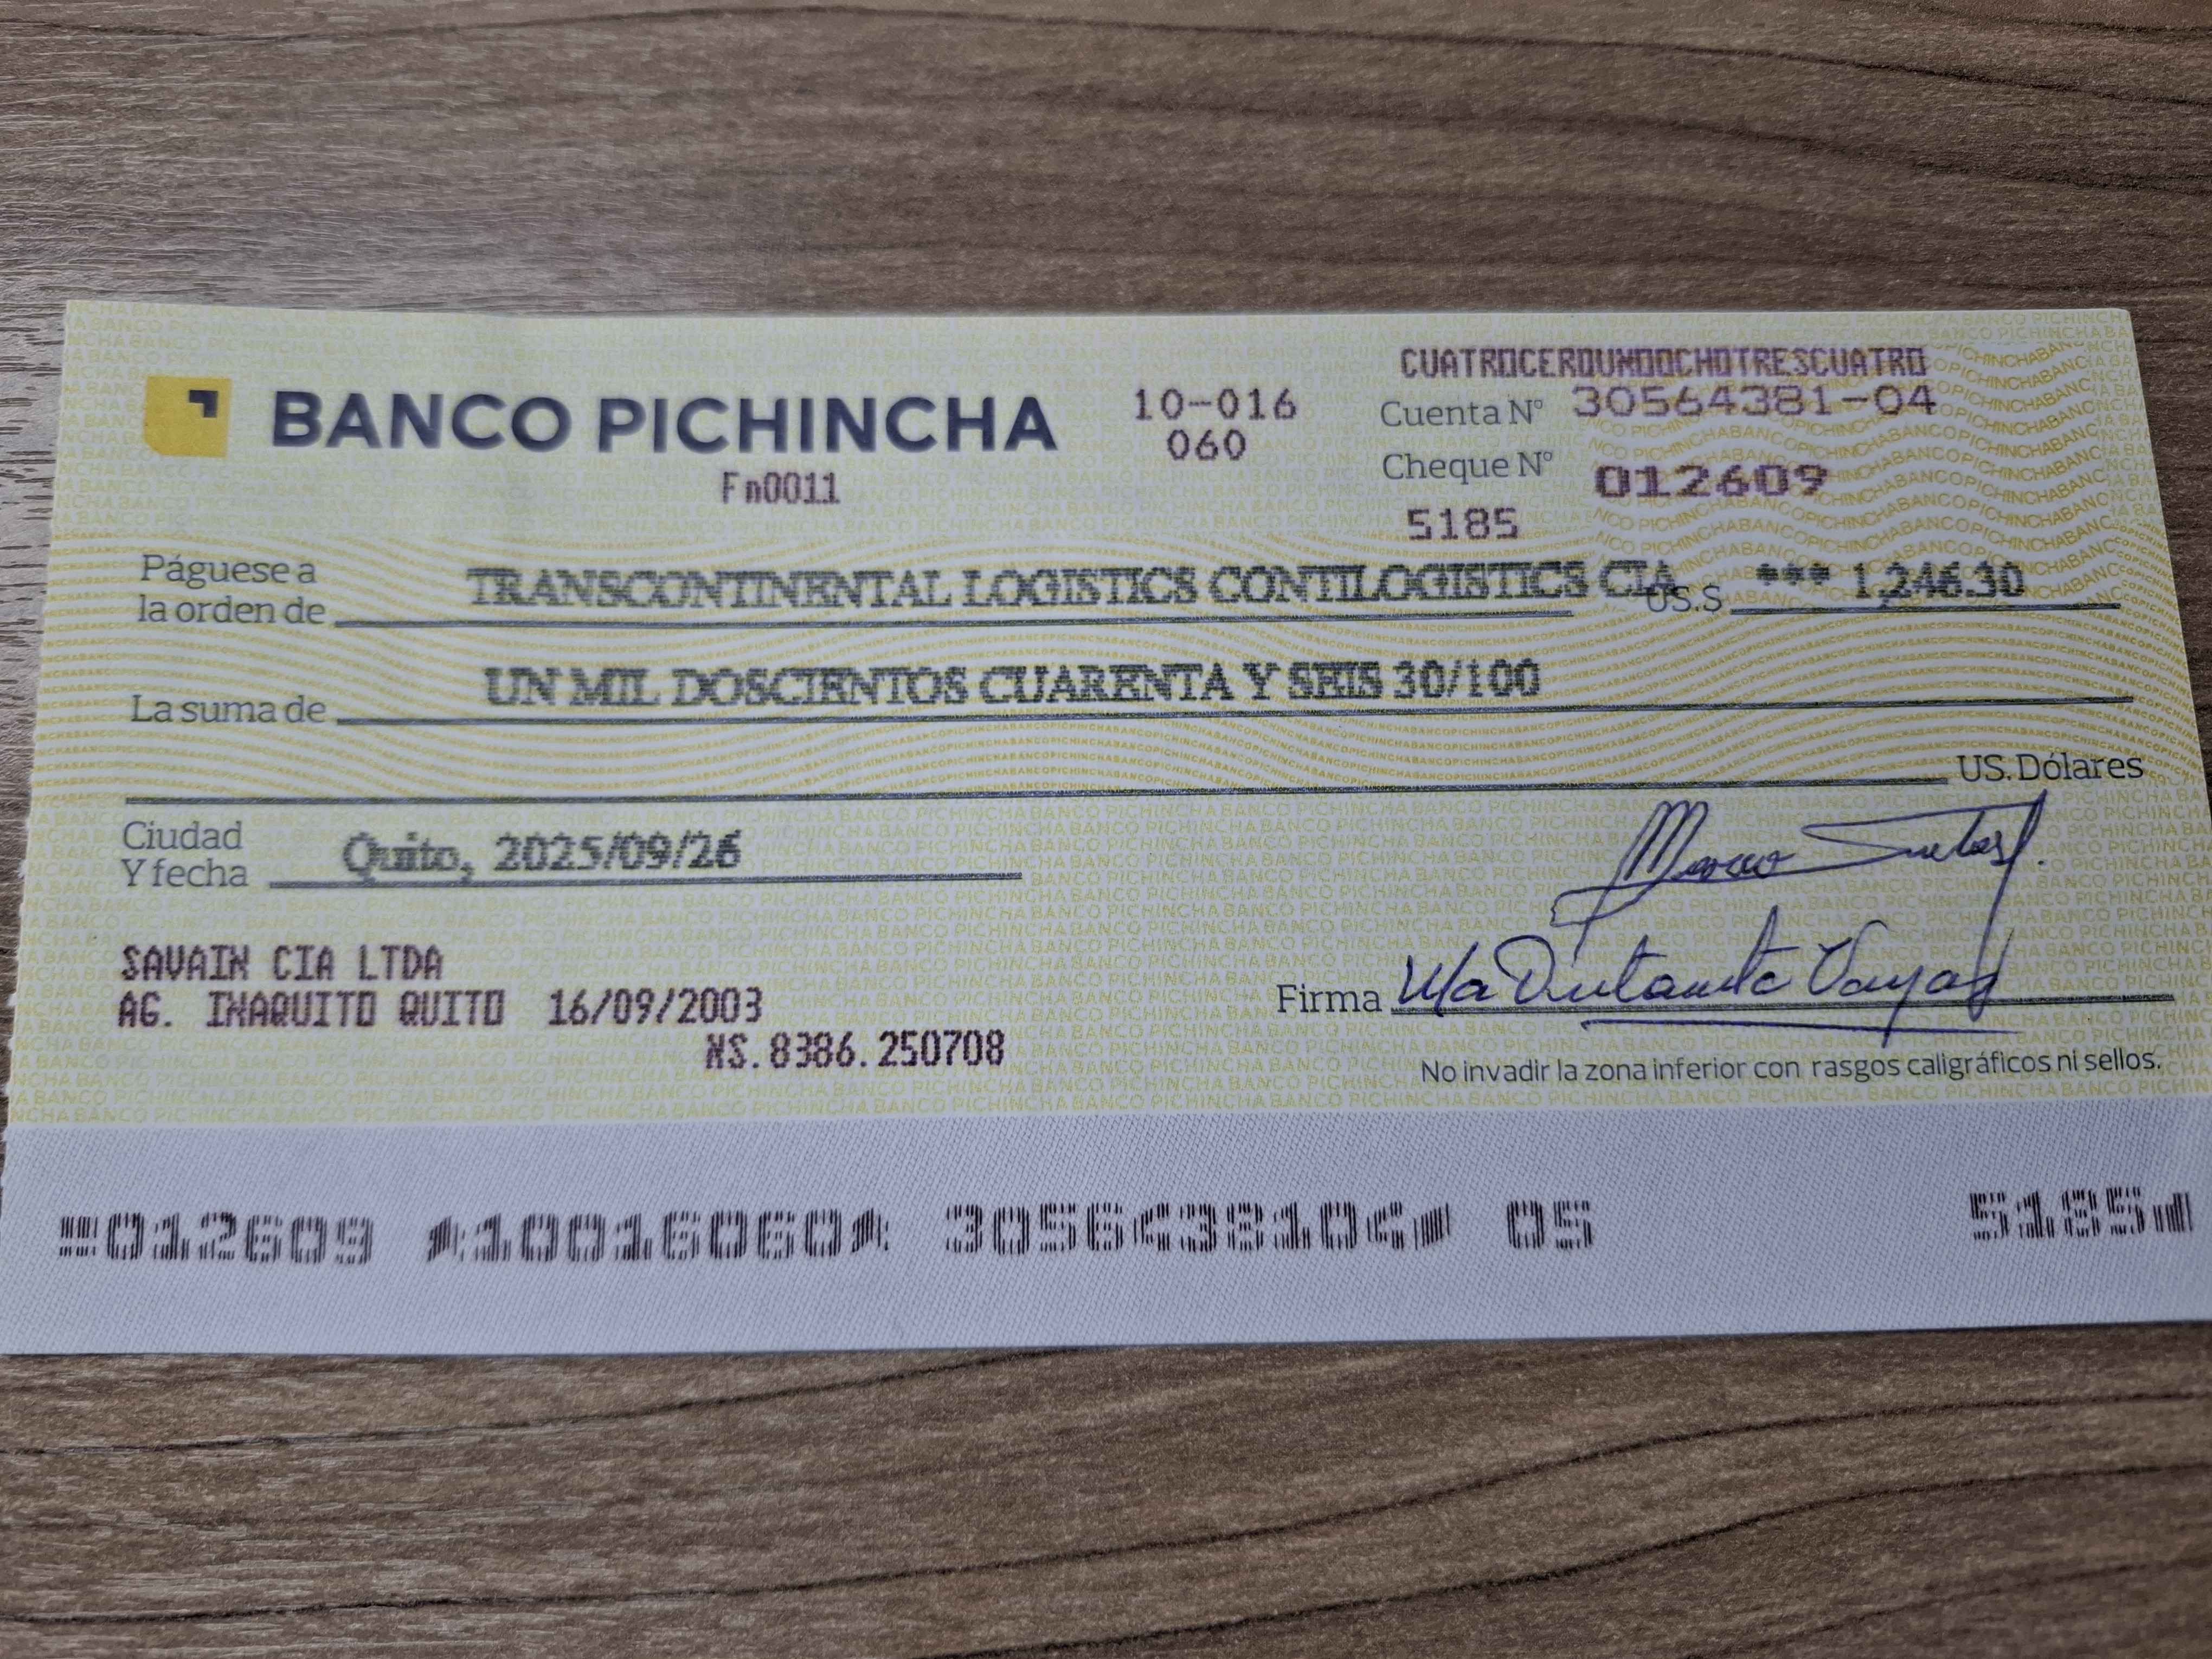 CUATROCEROUNOOCHOTRESCUATRO
BANCO PICHINCHA
10-016
060
Fn0011
Cuenta Nº 30564381-04
Cheque Nº 012609
5185
Páguese a
la orden de TRANSCONTINENTAL LOGISTICS CONTILOGISTICS CIA US.$ *** 1,246.30
La suma de UN MIL DOSCIENTOS CUARENTA Y SEIS 30/100
US. Dólares
Ciudad
Y fecha Quito, 2025/09/26
SAVAIN CIA LTDA
AG. INAQUITO QUITO 16/09/2003
NS.8386.250708
Firma
No invadir la zona inferior con rasgos caligráficos ni sellos.
⑈012609 ⑆10016060⑆ 3056438104⑈ 05 5185⑈